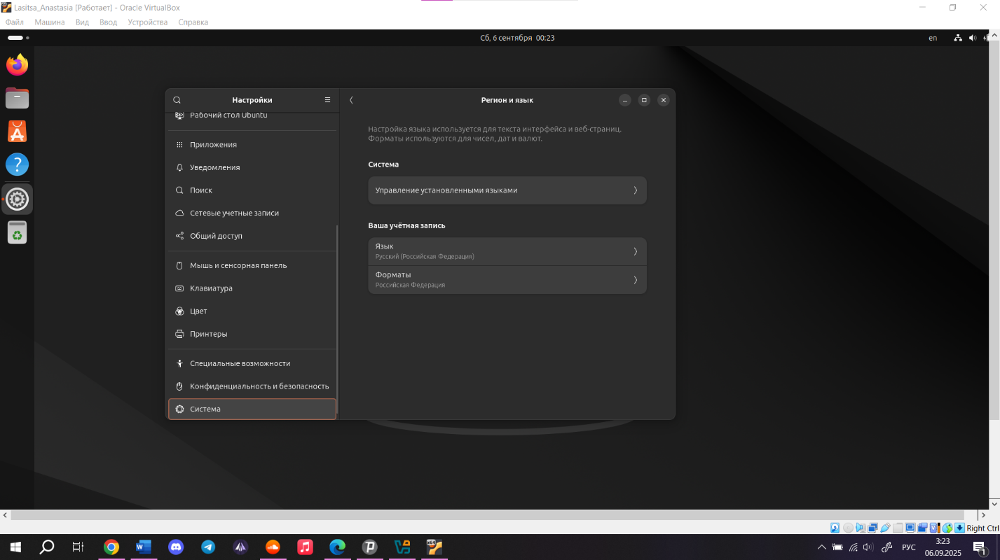 Lasitsa_Anastasia [Работает] - Oracle VirtualBox
Файл Машина Вид Ввод Устройства Справка
Сб, 6 сентября 00:23
en
Настройки
Регион и язык
Рабочий стол Ubuntu
Приложения
Уведомления
Поиск
Сетевые учетные записи
Общий доступ
Мышь и сенсорная панель
Клавиатура
Цвет
Принтеры
Специальные возможности
Конфиденциальность и безопасность
Система
Настройка языка используется для текста интерфейса и веб-страниц.
Форматы используются для чисел, дат и валют.
Система
Управление установленными языками
Ваша учётная запись
Язык
Русский (Российская Федерация)
Форматы
Российская Федерация
Right Ctrl
РУС
3:23
06.09.2025
1